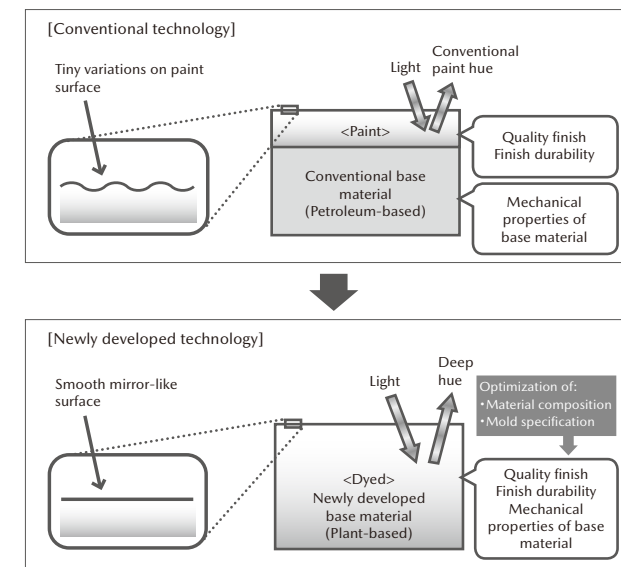 [Conventional technology]
Tiny variations on paint
surface
Light
Conventional
paint hue
<Paint>
Conventional base
material
(Petroleum-based)
Quality finish
Finish durability
Mechanical
properties of
base material
[Newly developed technology]
Smooth mirror-like
surface
Light
Deep
hue
Optimization of:
•Material composition
•Mold specification
<Dyed>
Newly developed
base material
(Plant-based)
Quality finish
Finish durability
Mechanical
properties of base
material